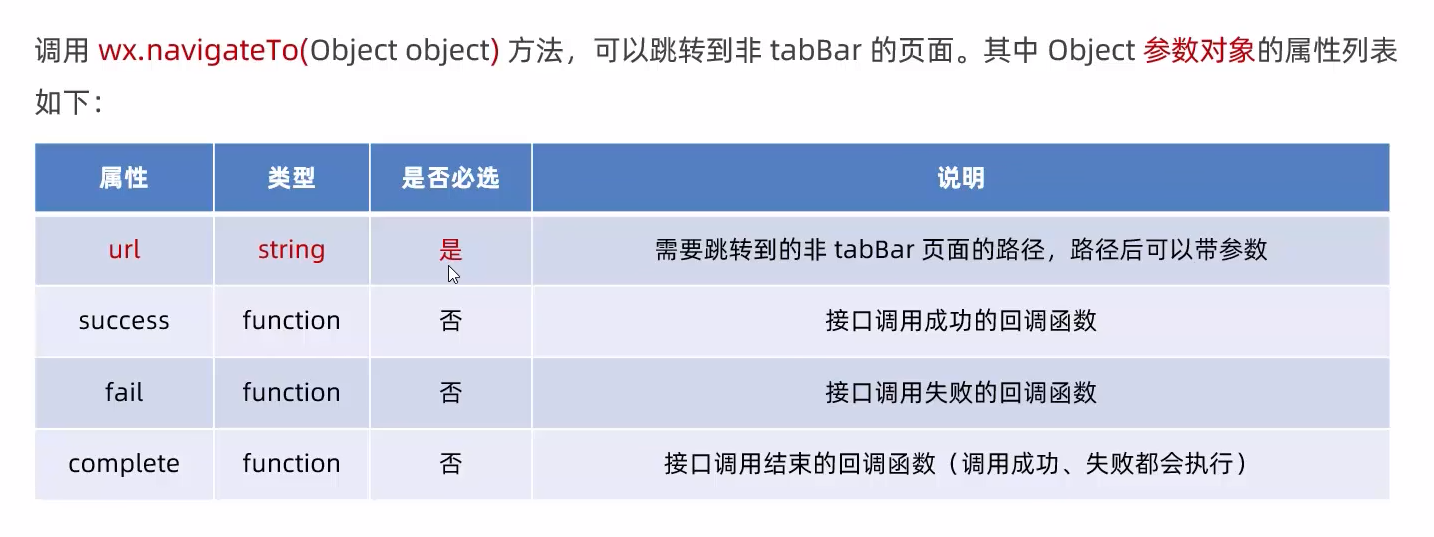 调用 wx.navigateTo(Object object) 方法，可以跳转到非 tabBar 的页面。其中 Object 参数对象的属性列表
如下：
属性 类型 是否必选 说明
url string 是 需要跳转到的非 tabBar 页面的路径，路径后可以带参数
success function 否 接口调用成功的回调函数
fail function 否 接口调用失败的回调函数
complete function 否 接口调用结束的回调函数（调用成功、失败都会执行）